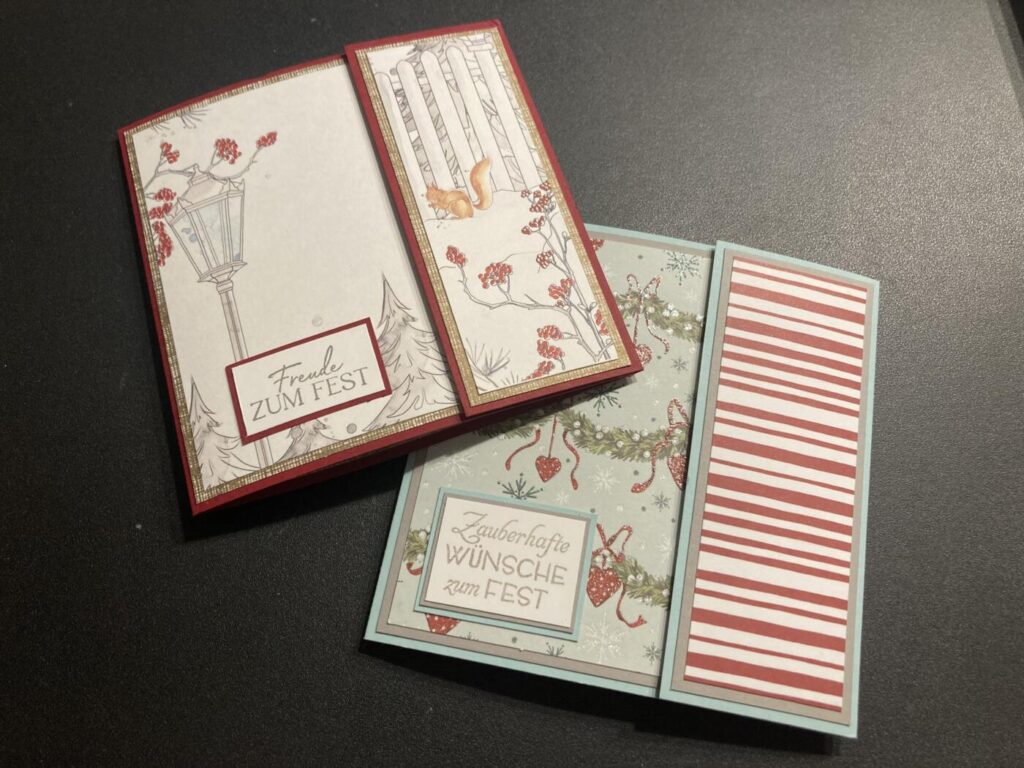 Freude
ZUM FEST
Zauberhafte
WÜNSCHE
zum FEST